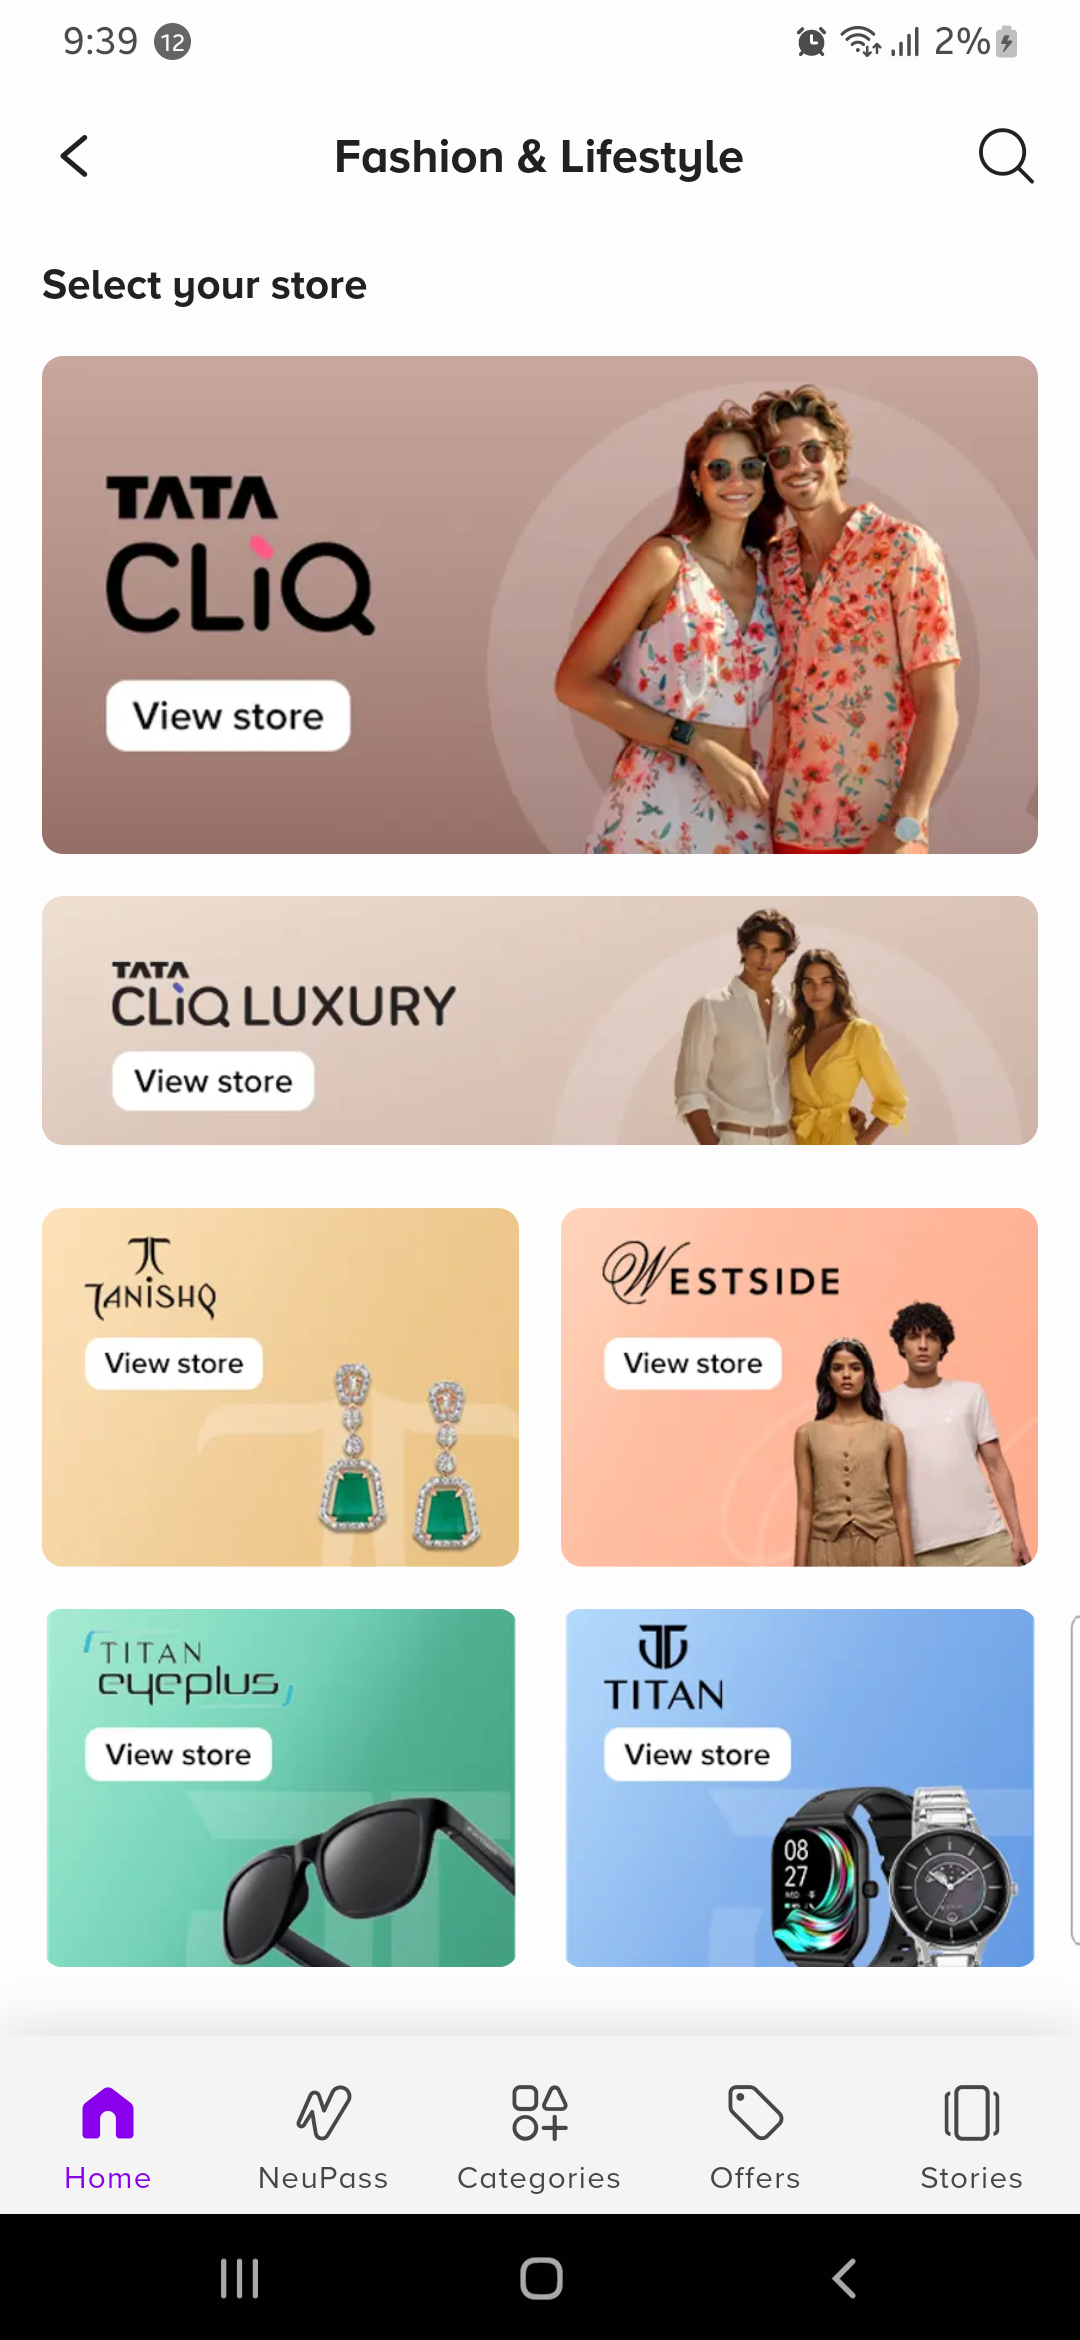 9:39 12 2%
Fashion & Lifestyle
Select your store
TATA
CLiQ
View store
TATA
CLiQ LUXURY
View store
TANISHQ
View store
WESTSIDE
View store
TITAN
eyeplus
View store
TITAN
View store
08
27
Home NeuPass Categories Offers Stories